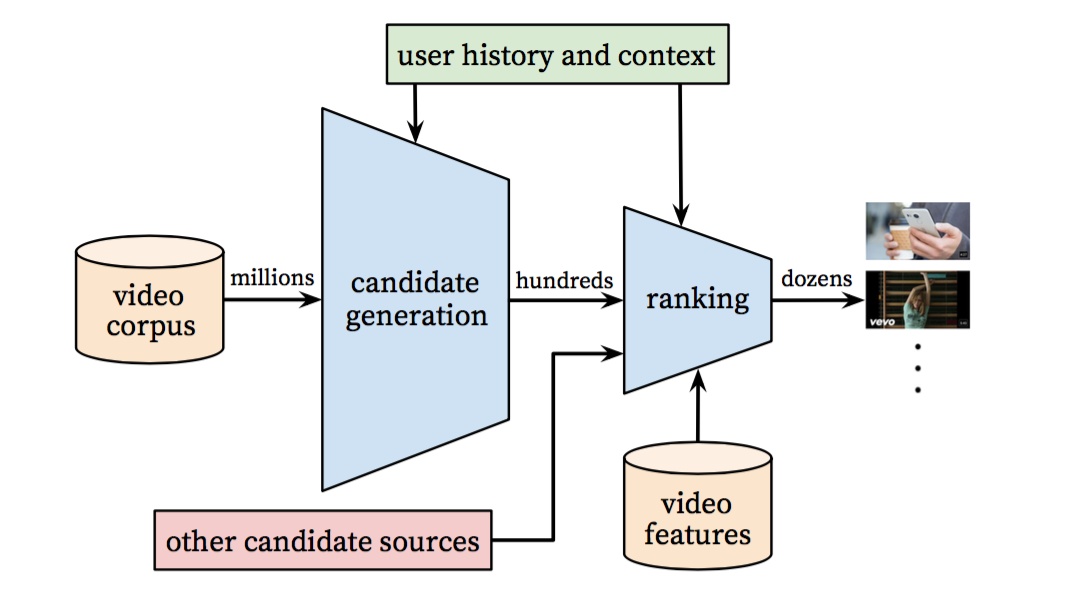 user history and context
millions
video
corpus
candidate
generation
hundreds
ranking
dozens
vevo
other candidate sources
video
features